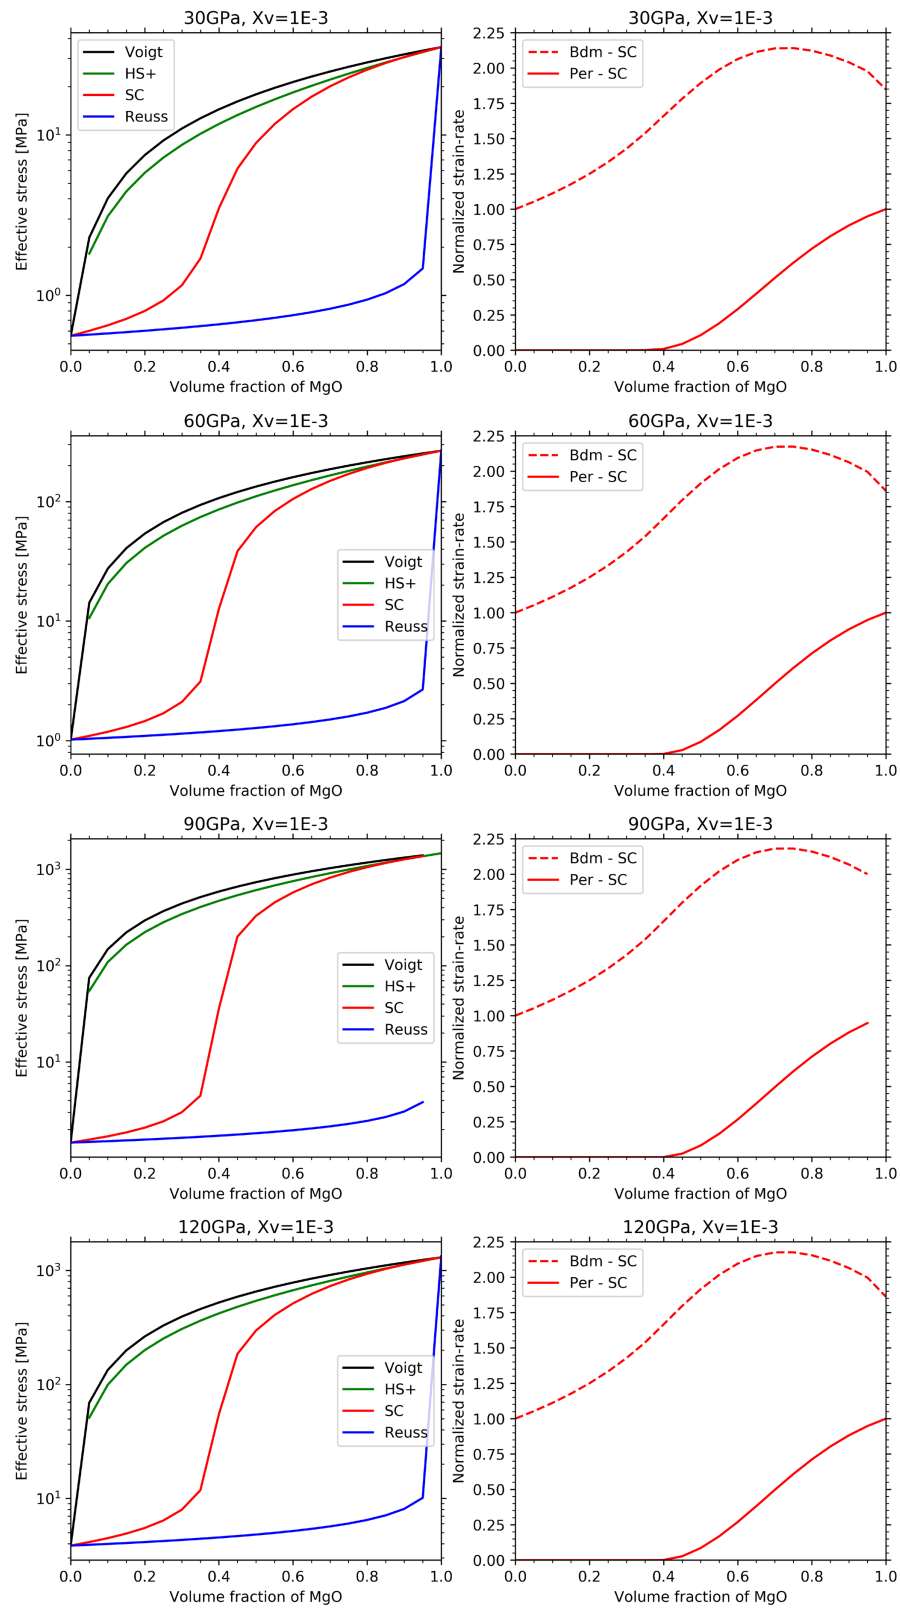 30GPa, Xv=1E-3
Effective stress [MPa]
10¹
10⁰
Voigt
HS+
SC
Reuss
0.0 0.2 0.4 0.6 0.8 1.0
Volume fraction of MgO
30GPa, Xv=1E-3
Normalized strain-rate
2.25
2.00
1.75
1.50
1.25
1.00
0.75
0.50
0.25
0.00
Bdm - SC
Per - SC
0.0 0.2 0.4 0.6 0.8 1.0
Volume fraction of MgO
60GPa, Xv=1E-3
Effective stress [MPa]
10²
10¹
10⁰
Voigt
HS+
SC
Reuss
0.0 0.2 0.4 0.6 0.8 1.0
Volume fraction of MgO
60GPa, Xv=1E-3
Normalized strain-rate
2.25
2.00
1.75
1.50
1.25
1.00
0.75
0.50
0.25
0.00
Bdm - SC
Per - SC
0.0 0.2 0.4 0.6 0.8 1.0
Volume fraction of MgO
90GPa, Xv=1E-3
Effective stress [MPa]
10³
10²
10¹
Voigt
HS+
SC
Reuss
0.0 0.2 0.4 0.6 0.8 1.0
Volume fraction of MgO
90GPa, Xv=1E-3
Normalized strain-rate
2.25
2.00
1.75
1.50
1.25
1.00
0.75
0.50
0.25
0.00
Bdm - SC
Per - SC
0.0 0.2 0.4 0.6 0.8 1.0
Volume fraction of MgO
120GPa, Xv=1E-3
Effective stress [MPa]
10³
10²
10¹
Voigt
HS+
SC
Reuss
0.0 0.2 0.4 0.6 0.8 1.0
Volume fraction of MgO
120GPa, Xv=1E-3
Normalized strain-rate
2.25
2.00
1.75
1.50
1.25
1.00
0.75
0.50
0.25
0.00
Bdm - SC
Per - SC
0.0 0.2 0.4 0.6 0.8 1.0
Volume fraction of MgO